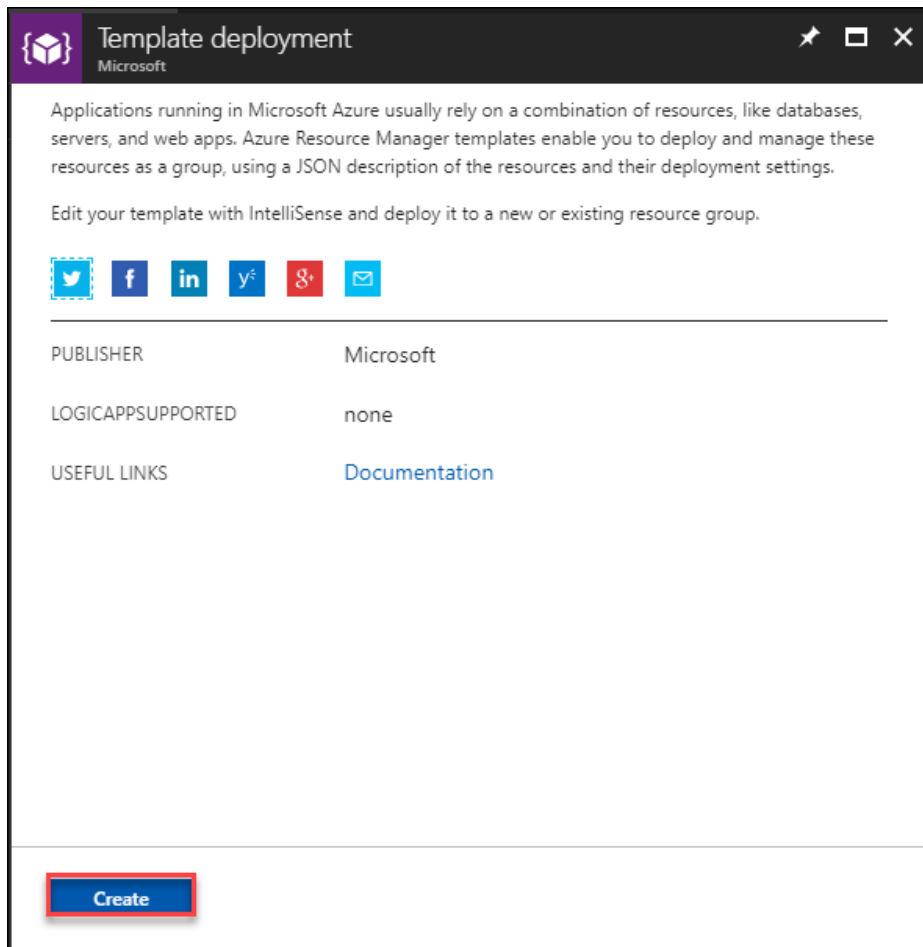 Template deployment
Microsoft
Applications running in Microsoft Azure usually rely on a combination of resources, like databases,
servers, and web apps. Azure Resource Manager templates enable you to deploy and manage these
resources as a group, using a JSON description of the resources and their deployment settings.
Edit your template with IntelliSense and deploy it to a new or existing resource group.
f in y g+
PUBLISHER Microsoft
LOGICAPPSUPPORTED none
USEFUL LINKS Documentation
Create